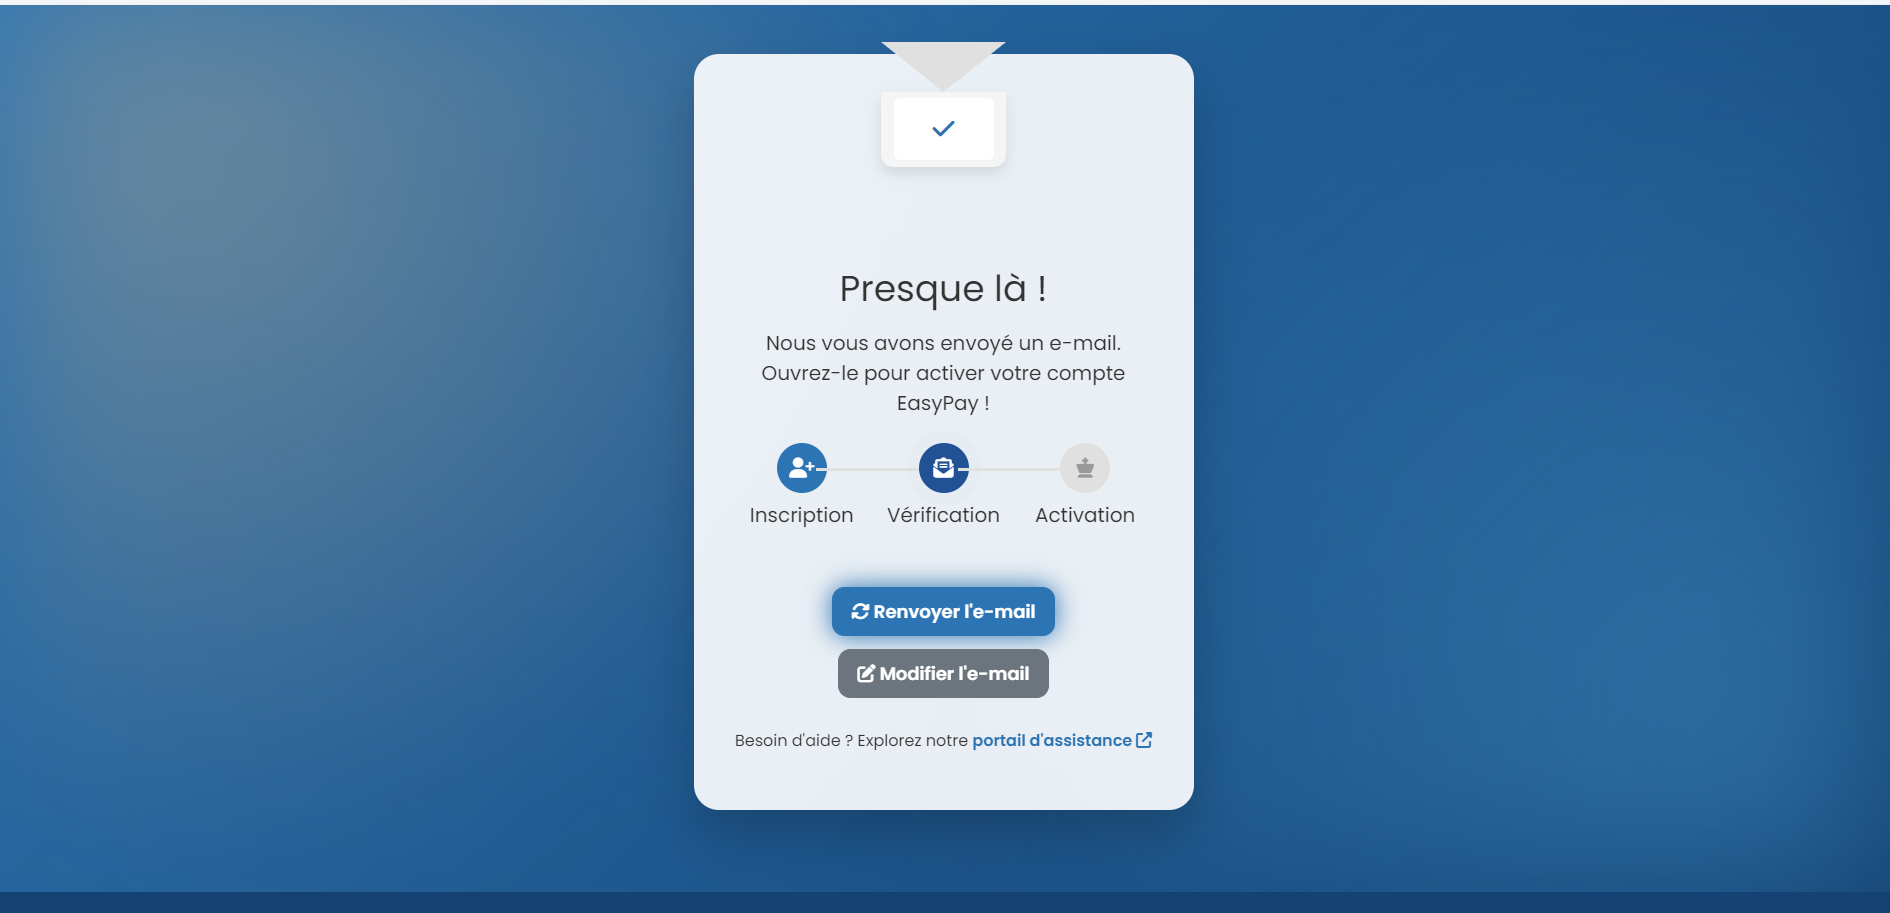 Presque là !
Nous vous avons envoyé un e-mail.
Ouvrez-le pour activer votre compte
EasyPay !
Inscription Vérification Activation
Renvoyer l'e-mail
Modifier l'e-mail
Besoin d'aide ? Explorez notre portail d'assistance